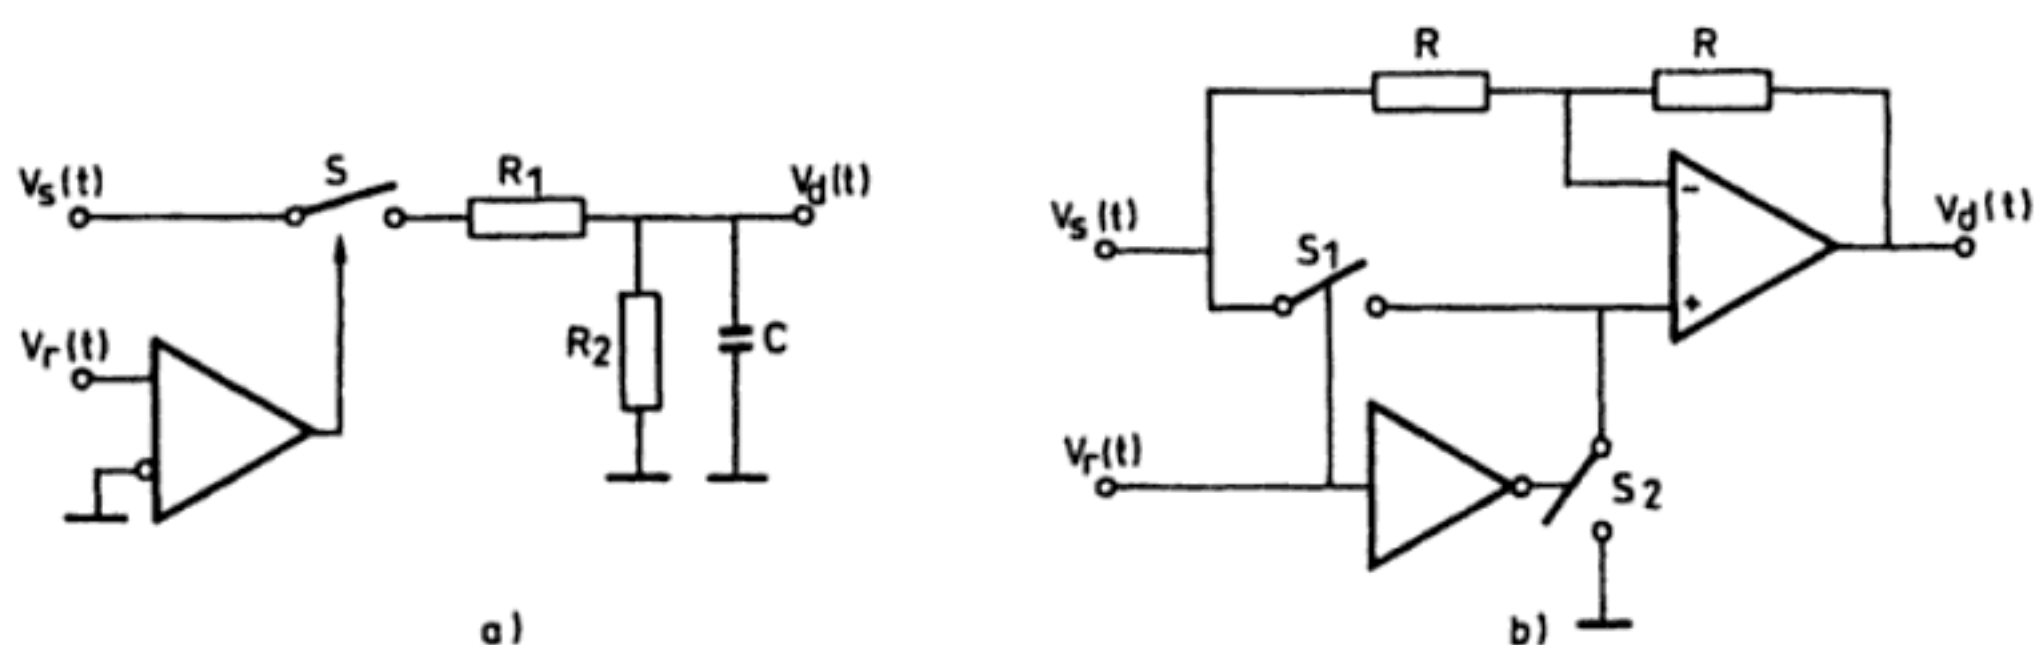 Vs(t)
S
R1
Vd(t)
Vr(t)
R2
C
a)
R
R
Vs(t)
S1
-
+
Vd(t)
Vr(t)
S2
b)